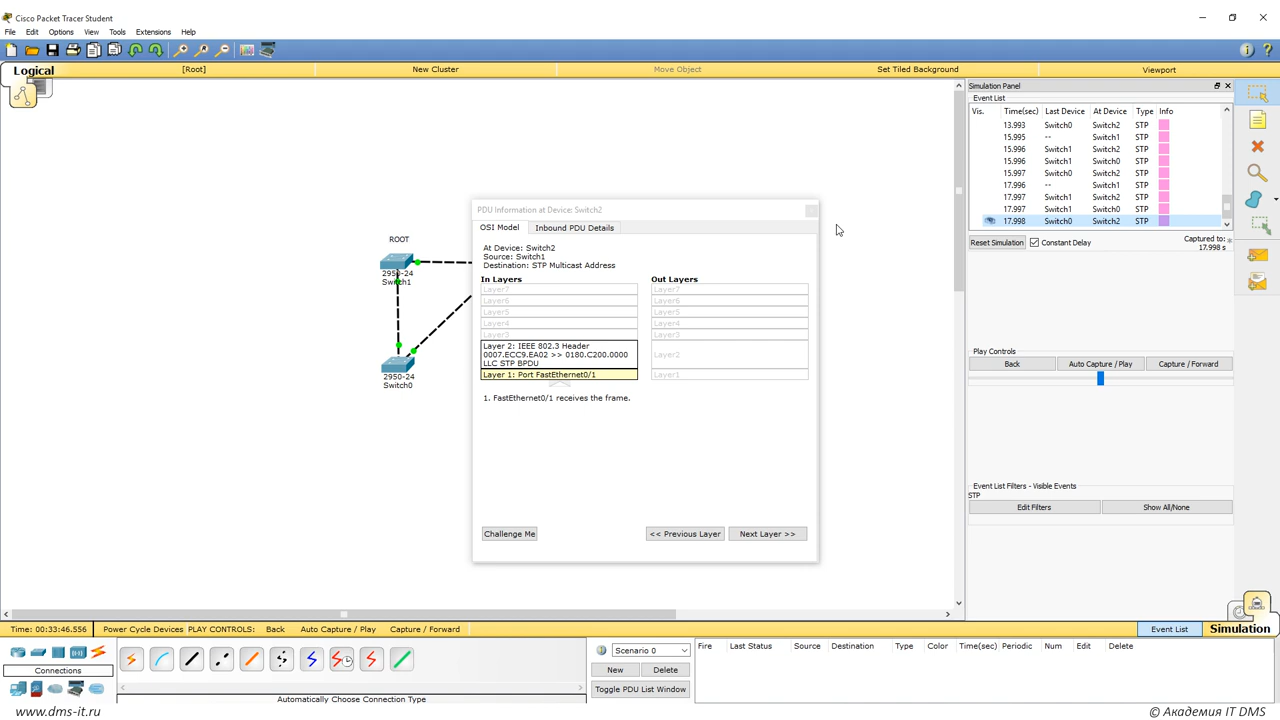 Cisco Packet Tracer Student
File Edit Options View Tools Extensions Help
Logical [Root] New Cluster Move Object Set Tiled Background Viewport
Simulation Panel
Event List
Vis. Time(sec) Last Device At Device Type Info
13.993 Switch0 Switch2 STP
15.995 -- Switch1 STP
15.996 Switch1 Switch2 STP
15.996 Switch1 Switch0 STP
15.997 Switch0 Switch2 STP
17.996 -- Switch1 STP
17.997 Switch1 Switch2 STP
17.997 Switch1 Switch0 STP
17.998 Switch0 Switch2 STP
Reset Simulation Constant Delay Captured to:
17.998 s
Play Controls
Back Auto Capture / Play Capture / Forward
Event List Filters - Visible Events
STP
Edit Filters Show All/None
ROOT
2950-24
Switch1
2950-24
Switch0
PDU Information at Device: Switch2
OSI Model Inbound PDU Details
At Device: Switch2
Source: Switch1
Destination: STP Multicast Address
In Layers Out Layers
Layer7 Layer7
Layer6 Layer6
Layer5 Layer5
Layer4 Layer4
Layer3 Layer3
Layer 2: IEEE 802.3 Header
0007.ECC9.EA02 >> 0180.C200.0000
LLC STP BPDU
Layer2
Layer 1: Port FastEthernet0/1 Layer1
1. FastEthernet0/1 receives the frame.
Challenge Me << Previous Layer Next Layer >>
Time: 00:33:46.556 Power Cycle Devices PLAY CONTROLS: Back Auto Capture / Play Capture / Forward Event List Simulation
Connections
Automatically Choose Connection Type
Scenario 0
New Delete
Toggle PDU List Window
Fire Last Status Source Destination Type Color Time(sec) Periodic Num Edit Delete
www.dms-it.ru © Академия IT DMS